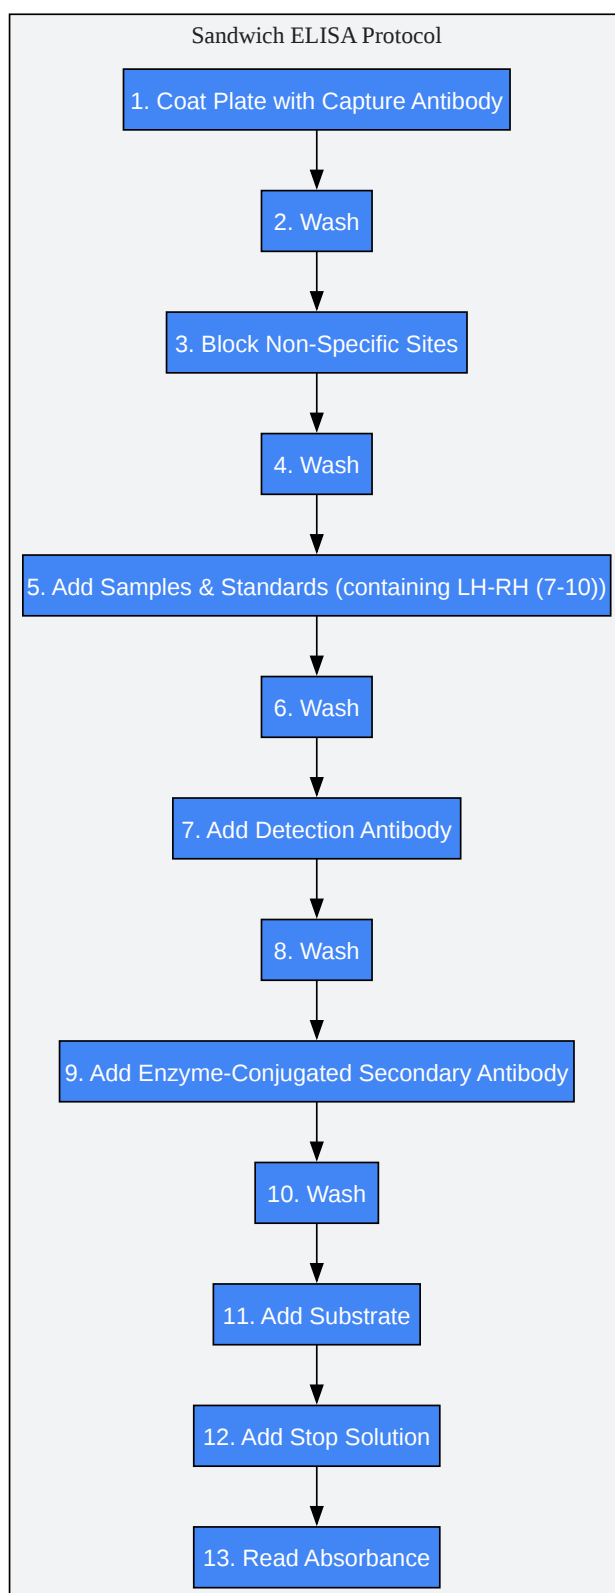 Sandwich ELISA Protocol
1. Coat Plate with Capture Antibody
2. Wash
3. Block Non-Specific Sites
4. Wash
5. Add Samples & Standards (containing LH-RH (7-10))
6. Wash
7. Add Detection Antibody
8. Wash
9. Add Enzyme-Conjugated Secondary Antibody
10. Wash
11. Add Substrate
12. Add Stop Solution
13. Read Absorbance